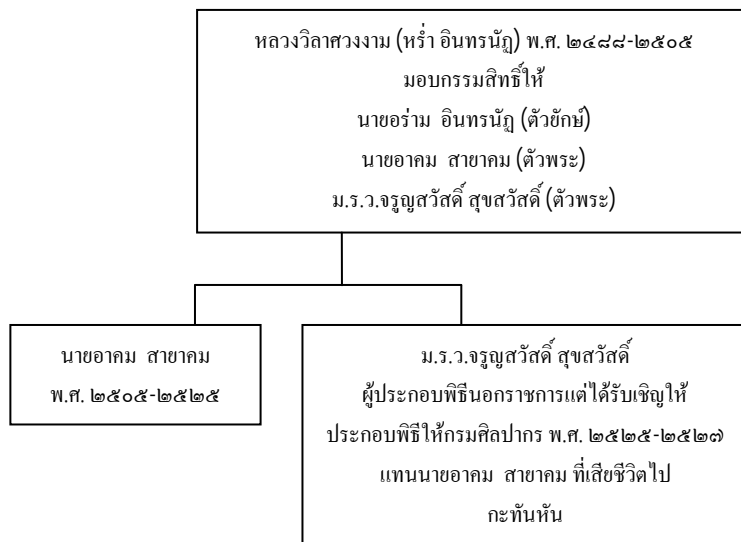 หลวงวิลาศวงงาม (หร่ำ อินทรนัฏ) พ.ศ. ๒๔๘๘-๒๕๐๕
มอบกรรมสิทธิ์ให้
นายอร่าม อินทรนัฏ (ตัวยักษ์)
นายอาคม สายาคม (ตัวพระ)
ม.ร.ว.จรูญสวัสดิ์ สุขสวัสดิ์ (ตัวพระ)
นายอาคม สายาคม
พ.ศ. ๒๕๐๕-๒๕๒๕
ม.ร.ว.จรูญสวัสดิ์ สุขสวัสดิ์
ผู้ประกอบพิธีนอกราชการแต่ได้รับเชิญให้
ประกอบพิธีให้กรมศิลปากร พ.ศ. ๒๕๒๕-๒๕๒๗
แทนนายอาคม สายาคม ที่เสียชีวิตไป
กะทันหัน